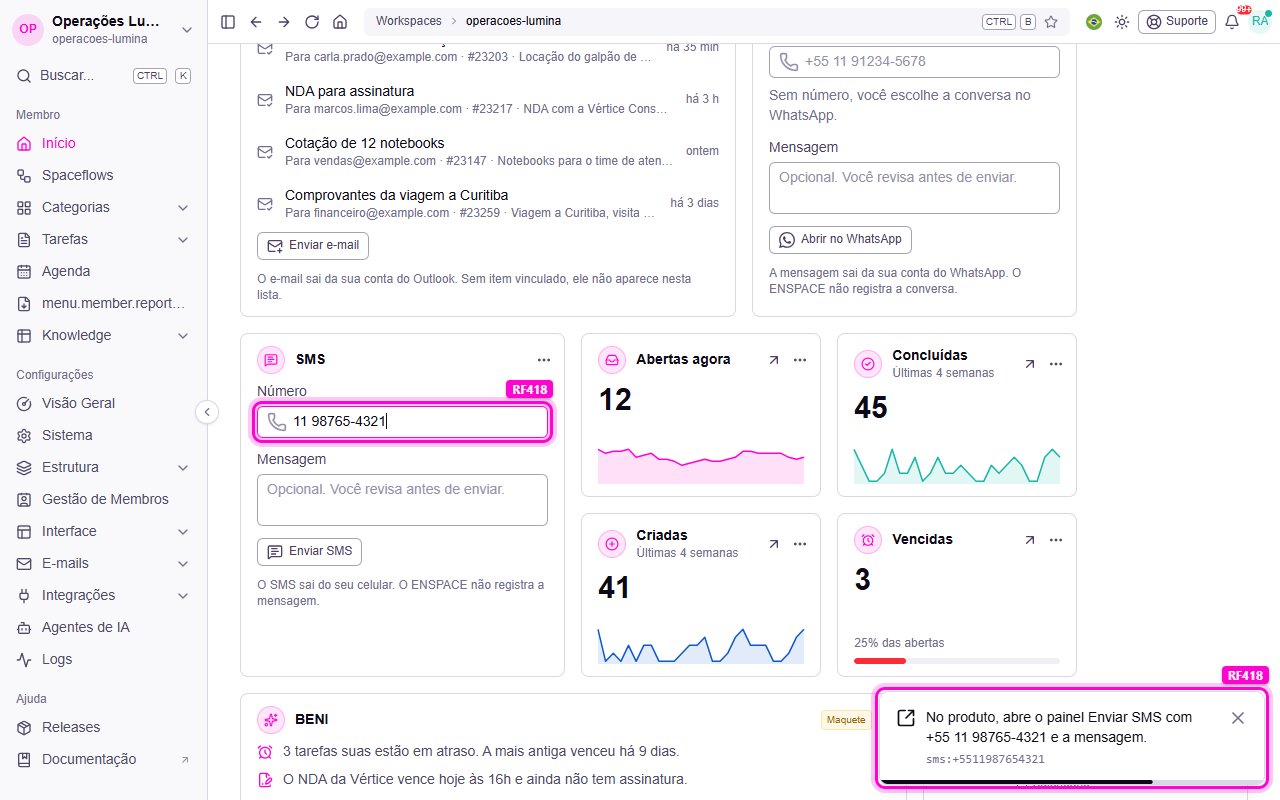 OP
Operações Lu...
operacoes-lumina
Buscar...
CTRL
K
Membro
Início
Spaceflows
Categorias
Tarefas
Agenda
menu.member.report...
Knowledge
Configurações
Visão Geral
Sistema
Estrutura
Gestão de Membros
Interface
E-mails
Integrações
Agentes de IA
Logs
Ajuda
Releases
Documentação
Workspaces
operacoes-lumina
CTRL
B
Suporte
99+
RA
há 35 min
Para carla.prado@example.com · #23203 · Locação do galpão de ...
NDA para assinatura
Para marcos.lima@example.com · #23217 · NDA com a Vértice Cons...
há 3 h
Cotação de 12 notebooks
Para vendas@example.com · #23147 · Notebooks para o time de aten...
ontem
Comprovantes da viagem a Curitiba
Para financeiro@example.com · #23259 · Viagem a Curitiba, visita ...
há 3 dias
Enviar e-mail
O e-mail sai da sua conta do Outlook. Sem item vinculado, ele não aparece nesta
lista.
+55 11 91234-5678
Sem número, você escolhe a conversa no
WhatsApp.
Mensagem
Opcional. Você revisa antes de enviar.
Abrir no WhatsApp
A mensagem sai da sua conta do WhatsApp. O
ENSPACE não registra a conversa.
SMS
Número
RF418
11 98765-4321
Mensagem
Opcional. Você revisa antes de enviar.
Enviar SMS
O SMS sai do seu celular. O ENSPACE não registra a
mensagem.
Abertas agora
12
Concluídas
Últimas 4 semanas
45
Criadas
Últimas 4 semanas
41
Vencidas
3
25% das abertas
BENI
Maquete
3 tarefas suas estão em atraso. A mais antiga venceu há 9 dias.
O NDA da Vértice vence hoje às 16h e ainda não tem assinatura.
RF418
No produto, abre o painel Enviar SMS com
+55 11 98765-4321 e a mensagem.
sms:+5511987654321